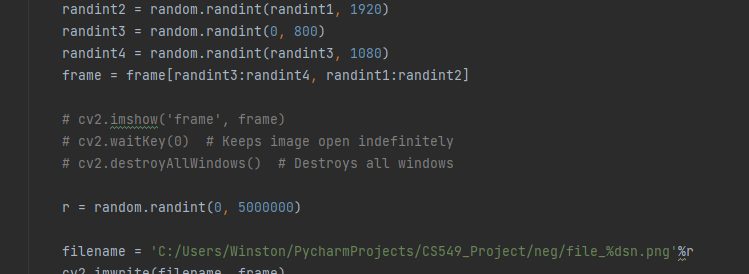 randint2 = random.randint(randint1, 1920)
randint3 = random.randint(0, 800)
randint4 = random.randint(randint3, 1080)
frame = frame[randint3:randint4, randint1:randint2]
# cv2.imshow('frame', frame)
# cv2.waitKey(0)  # Keeps image open indefinitely
# cv2.destroyAllWindows()  # Destroys all windows
r = random.randint(0, 5000000)
filename = 'C:/Users/Winston/PycharmProjects/CS549_Project/neg/file_%dsn.png'%r
cv2.imwrite(filename, frame)